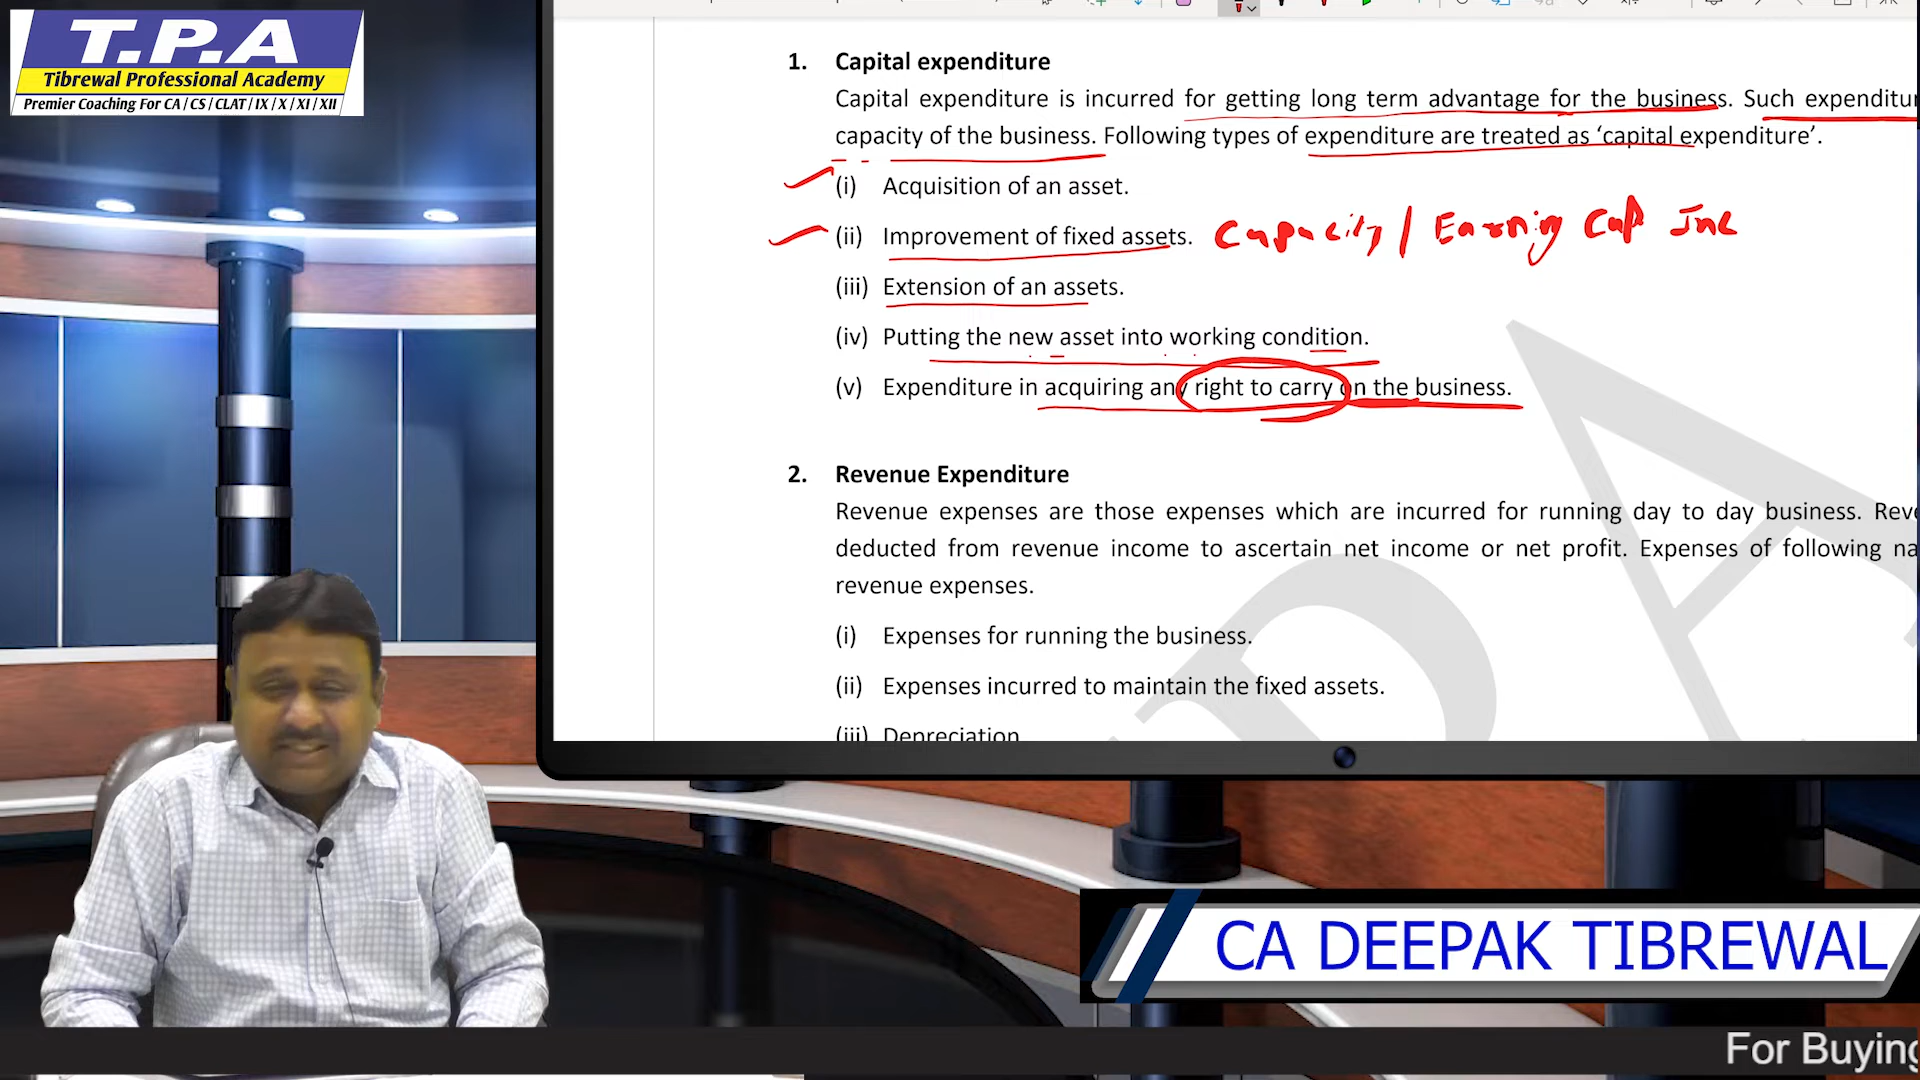 T.P.A
Tibrewal Professional Academy
Premier Coaching For CA / CS / CLAT / IX / X / XI / XII
1. Capital expenditure
Capital expenditure is incurred for getting long term advantage for the business. Such
capacity of the business. Following types of expenditure are treated as ‘capital expenditure’.
(i) Acquisition of an asset.
(ii) Improvement of fixed assets. Capacity / Earning Cap Inc
(iii) Extension of an assets.
(iv) Putting the new asset into working condition.
(v) Expenditure in acquiring any right to carry on the business.
2. Revenue Expenditure
Revenue expenses are those expenses which are incurred for running day to day business.
deducted from revenue income to ascertain net income or net profit. Expenses of following
revenue expenses.
(i) Expenses for running the business.
(ii) Expenses incurred to maintain the fixed assets.
(iii) Depreciation
CA DEEPAK TIBREWAL
For Buying